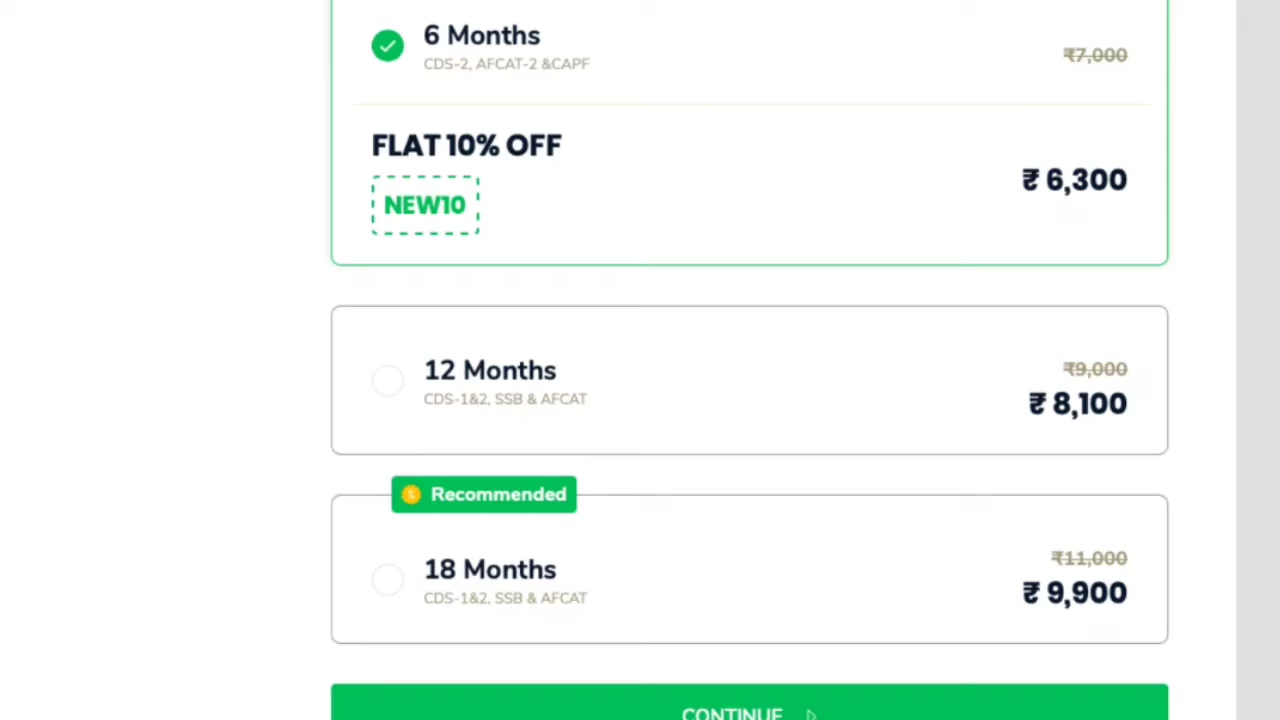 6 Months
CDS-2, AFCAT-2 &CAPF
₹7,000
FLAT 10% OFF
NEW10
₹ 6,300
12 Months
CDS-1&2, SSB & AFCAT
₹9,000
₹ 8,100
Recommended
18 Months
CDS-1&2, SSB & AFCAT
₹11,000
₹ 9,900
CONTINUE